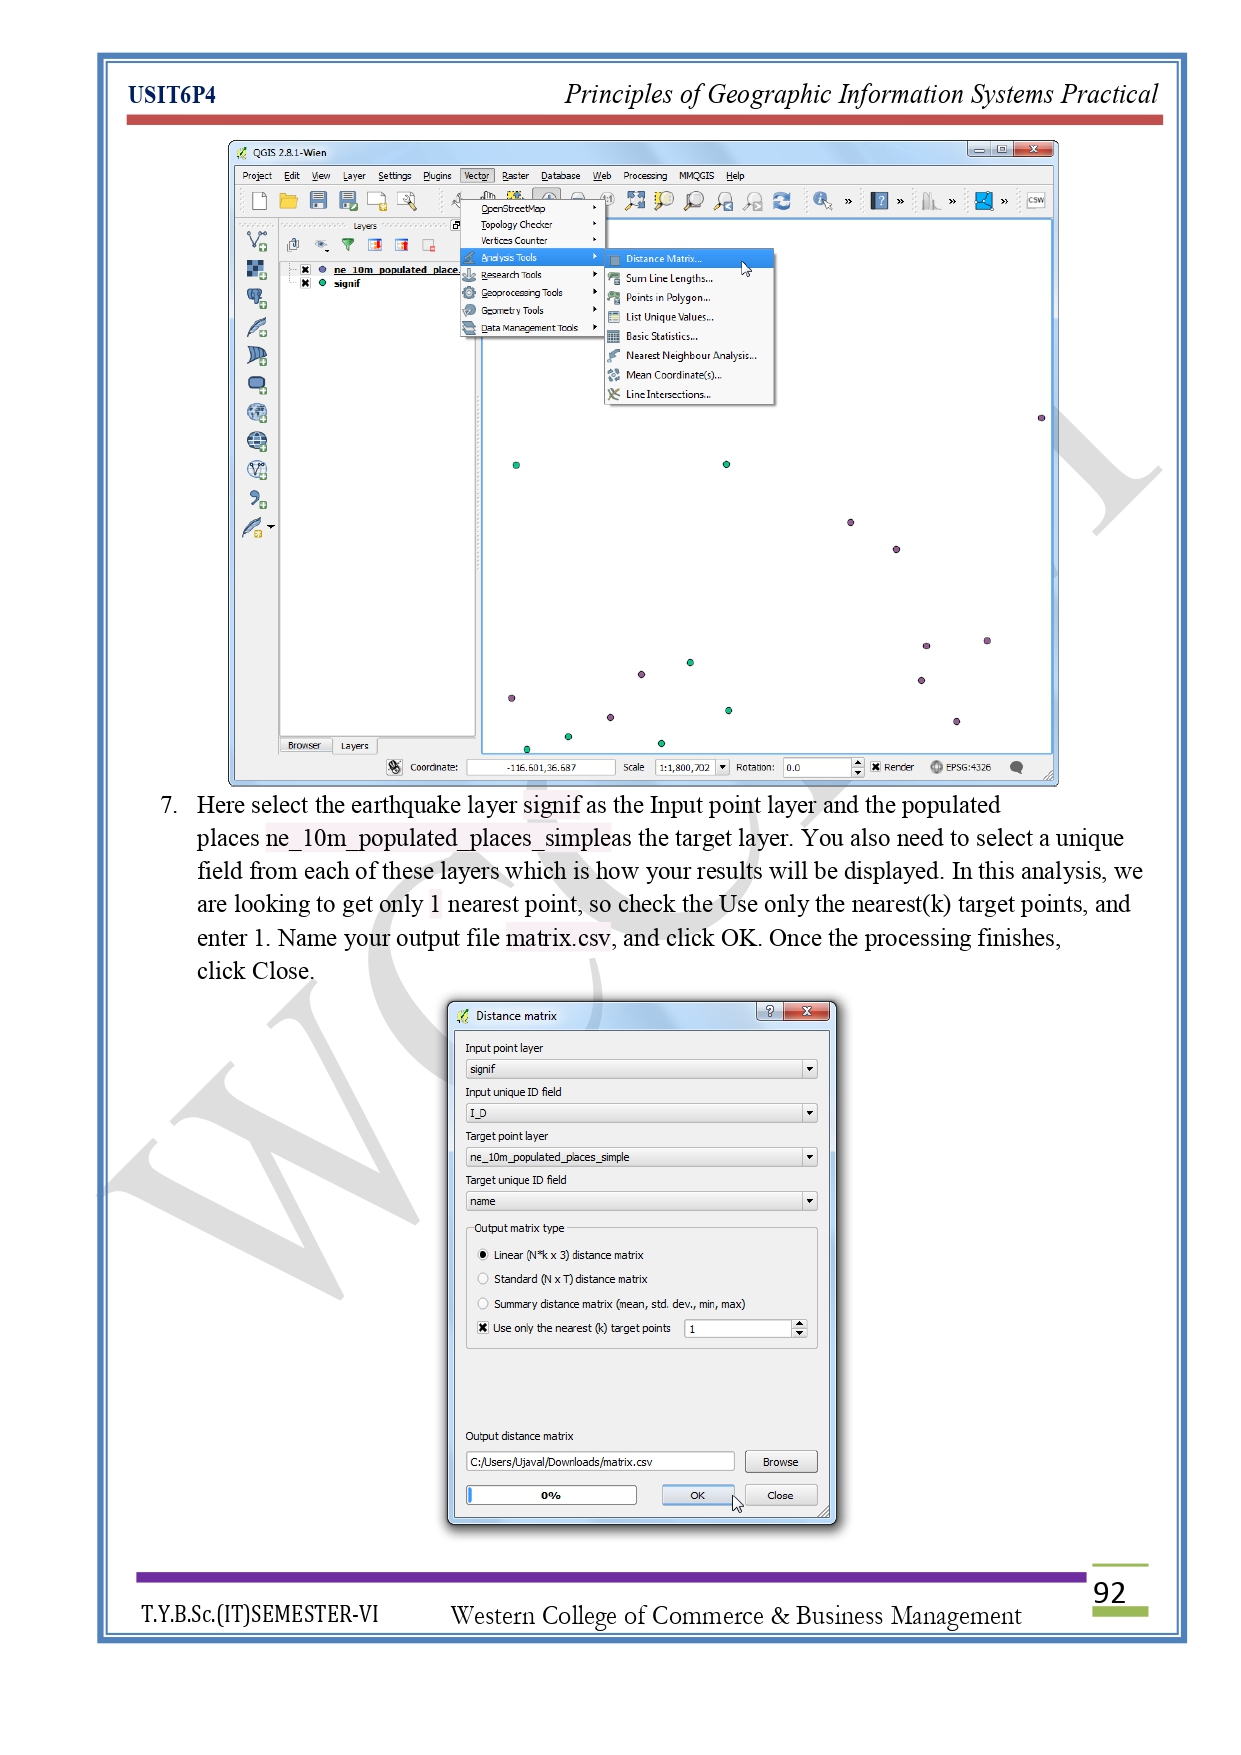 USIT6P4 Principles of Geographic Information Systems Practical
QGIS 2.8.1-Wien
Project Edit View Layer Settings Plugins Vector Raster Database Web Processing MMQGIS Help
CSW
OpenStreetMap
Topology Checker
Vertices Counter
Analysis Tools
Research Tools
Geoprocessing Tools
Geometry Tools
Data Management Tools
Distance Matrix...
Sum Line Lengths...
Points in Polygon...
List Unique Values...
Basic Statistics...
Nearest Neighbour Analysis...
Mean Coordinate(s)...
Line Intersections...
Layers
ne_10m_populated_place.
signif
Browser Layers
Coordinate: -116.601,36.687 Scale 1:1,800,702 Rotation: 0.0 Render EPSG:4326
7. Here select the earthquake layer signif as the Input point layer and the populated
places ne_10m_populated_places_simpleas the target layer. You also need to select a unique
field from each of these layers which is how your results will be displayed. In this analysis, we
are looking to get only 1 nearest point, so check the Use only the nearest(k) target points, and
enter 1. Name your output file matrix.csv, and click OK. Once the processing finishes,
click Close.
Distance matrix
Input point layer
signif
Input unique ID field
I_D
Target point layer
ne_10m_populated_places_simple
Target unique ID field
name
Output matrix type
Linear (N*k x 3) distance matrix
Standard (N x T) distance matrix
Summary distance matrix (mean, std. dev., min, max)
Use only the nearest (k) target points 1
Output distance matrix
C:/Users/Ujaval/Downloads/matrix.csv Browse
0% OK Close
92
T.Y.B.Sc.(IT)SEMESTER-VI Western College of Commerce & Business Management